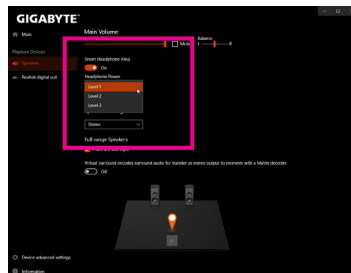 GIGABYTE™
Main
Main Volume
Balance
Mute
L
R
Playback Devices
Speakers
Realtek digital out
Smart Headphone Amp
On
Headphone Power
Level 1
Level 2
Level 3
Stereo
Full-range Speakers
Virtual Surround encodes surround audio for transfer as stereo output to receivers with a Matrix decoder.
Off
Device advanced settings
Information